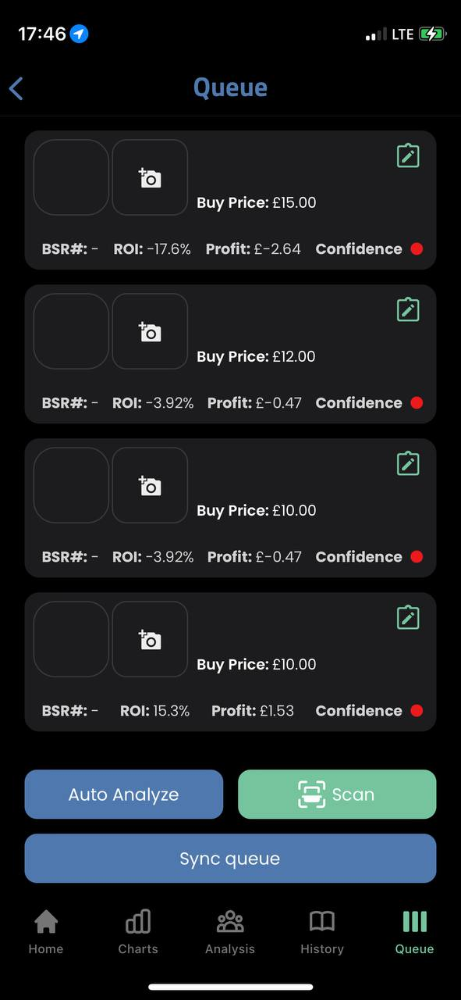 17:46 LTE
Queue
Buy Price: £15.00
BSR#: - ROI: -17.6% Profit: £-2.64 Confidence
Buy Price: £12.00
BSR#: - ROI: -3.92% Profit: £-0.47 Confidence
Buy Price: £10.00
BSR#: - ROI: -3.92% Profit: £-0.47 Confidence
Buy Price: £10.00
BSR#: - ROI: 15.3% Profit: £1.53 Confidence
Auto Analyze Scan
Sync queue
Home Charts Analysis History Queue